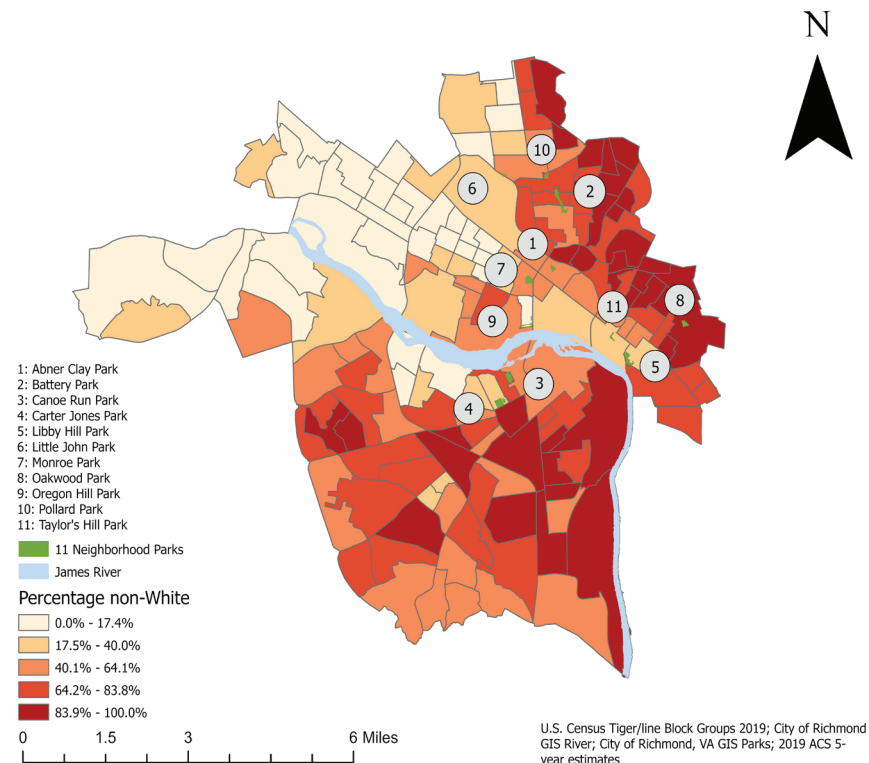 N
10
2
6
1
7
11
8
9
5
3
4
1: Abner Clay Park
2: Battery Park
3: Canoe Run Park
4: Carter Jones Park
5: Libby Hill Park
6: Little John Park
7: Monroe Park
8: Oakwood Park
9: Oregon Hill Park
10: Pollard Park
11: Taylor's Hill Park
11 Neighborhood Parks
James River
Percentage non-White
0.0% - 17.4%
17.5% - 40.0%
40.1% - 64.1%
64.2% - 83.8%
83.9% - 100.0%
0 1.5 3 6 Miles
U.S. Census Tiger/line Block Groups 2019; City of Richmond
GIS River; City of Richmond, VA GIS Parks; 2019 ACS 5-
year estimates